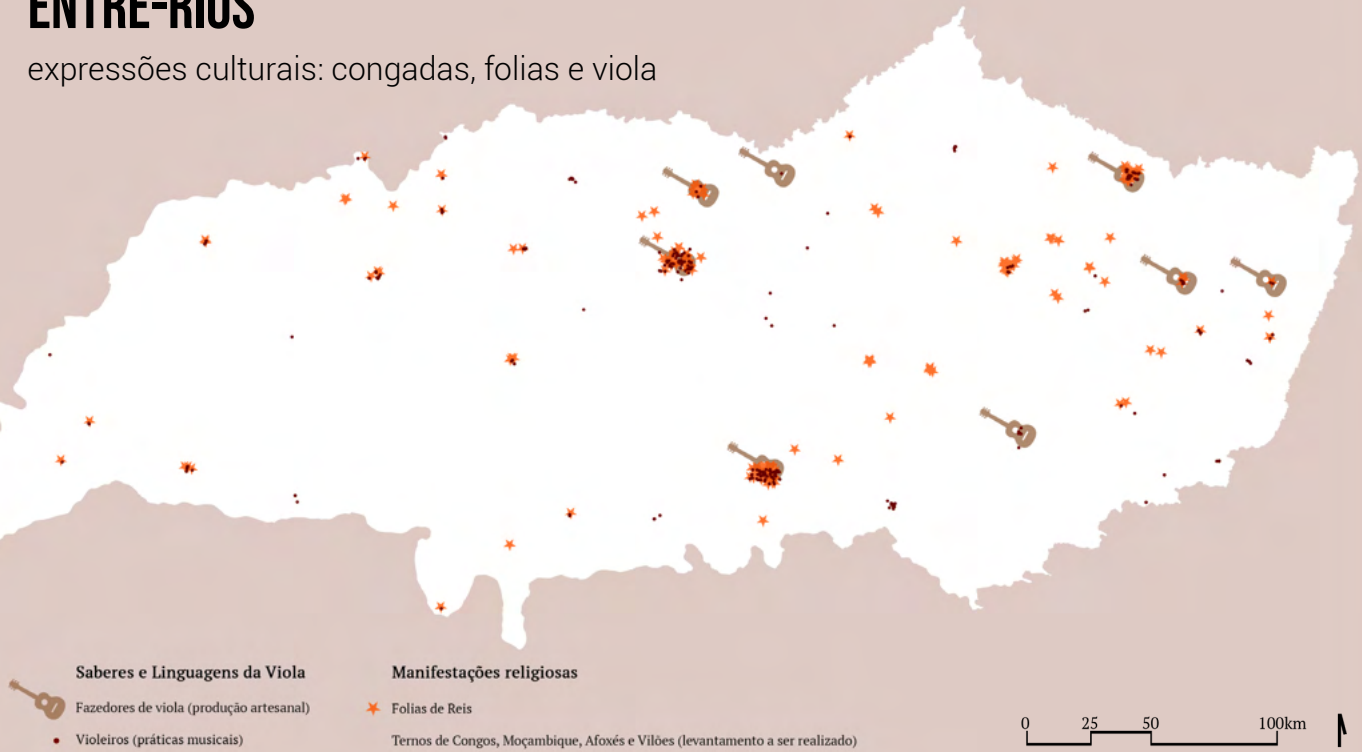 ENTRE-RIOS
expressões culturais: congadas, folias e viola
Saberes e Linguagens da Viola
Fazedores de viola (produção artesanal)
Violeiros (práticas musicais)
Manifestações religiosas
Folias de Reis
Ternos de Congos, Moçambique, Afoxés e Vilões (levantamento a ser realizado)
0 25 50 100km